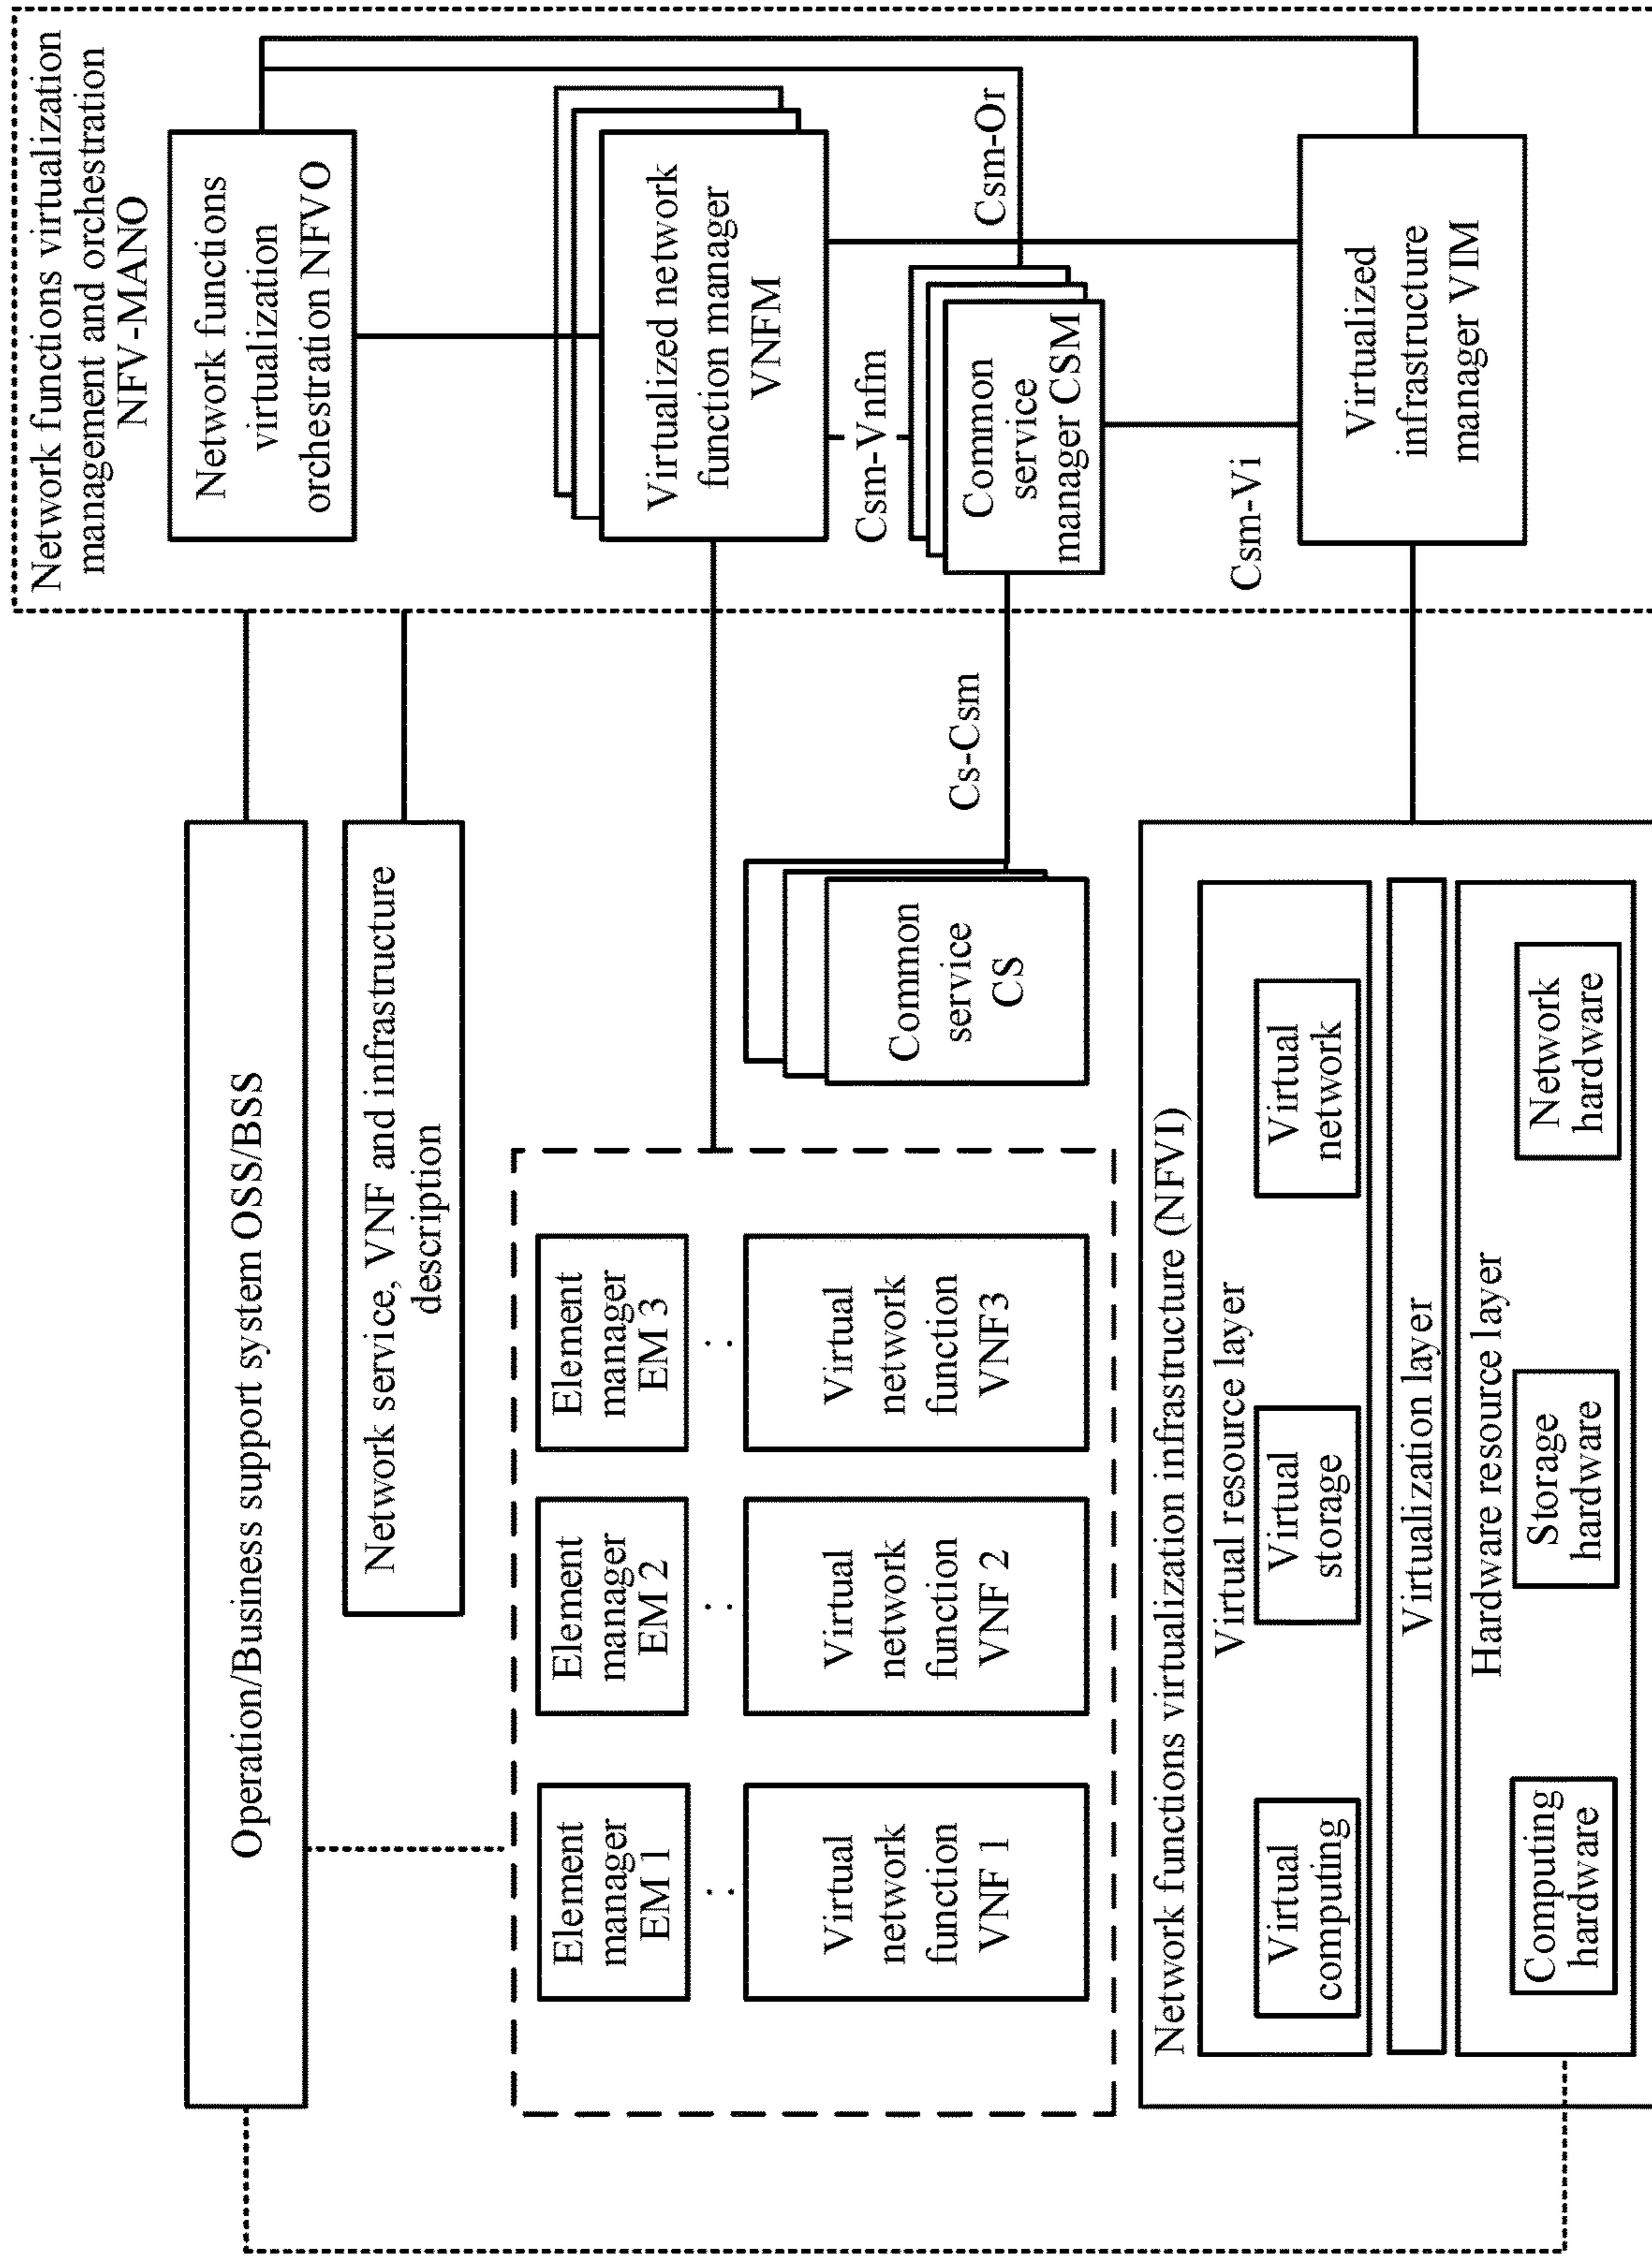 Operation/Business support system OSS/BSS
Network service, VNF and infrastructure
description
Element
manager
EM 1
Element
manager
EM 2
Element
manager
EM 3
Virtual
network
function
VNF 1
Virtual
network
function
VNF 2
Virtual
network
function
VNF3
Common
service
CS
Cs-Csm
Network functions virtualization infrastructure (NFVI)
Virtual resource layer
Virtual
computing
Virtual
storage
Virtual
network
Virtualization layer
Hardware resource layer
Computing
hardware
Storage
hardware
Network
hardware
Network functions virtualization
management and orchestration
NFV-MANO
Network functions
virtualization
orchestration NFVO
Virtualized network
function manager
VNFM
Csm-Vnfm
Csm-Or
Common
service
manager CSM
Csm-Vi
Virtualized
infrastructure
manager VIM